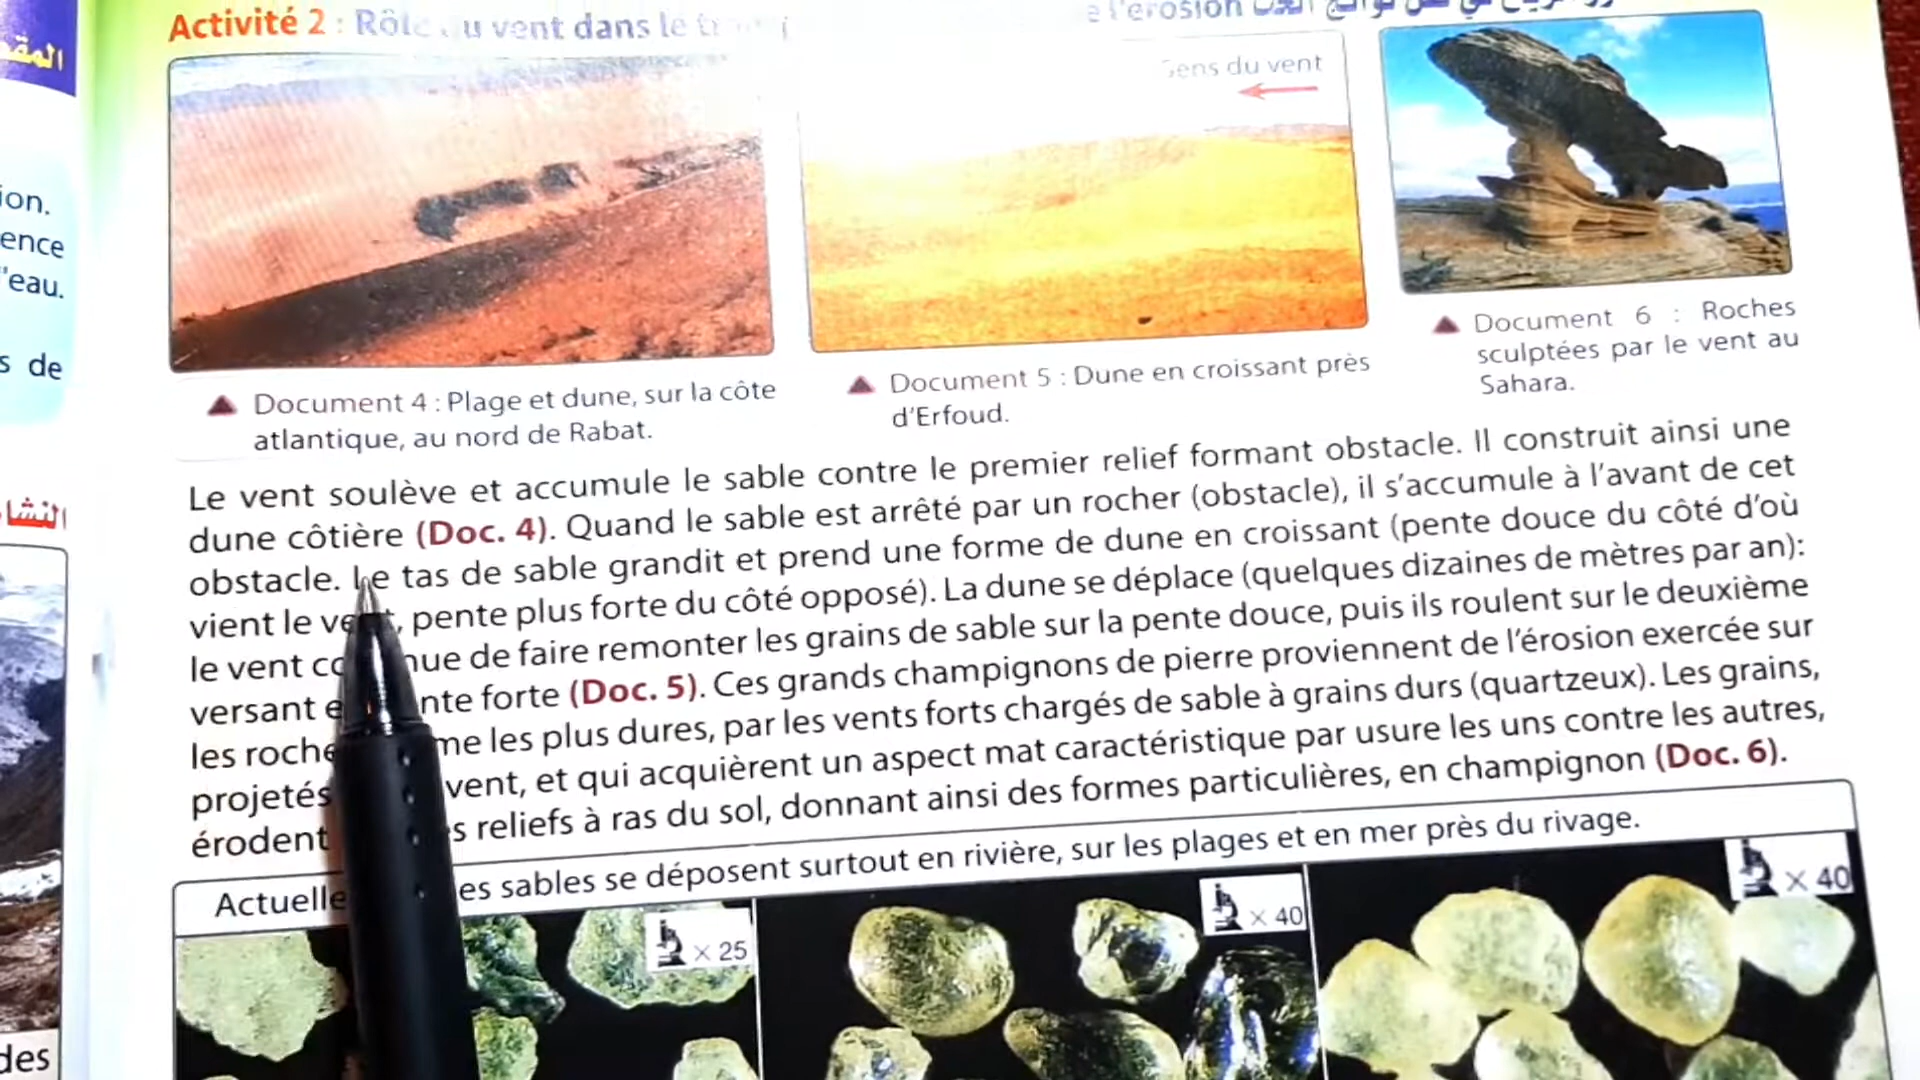 Activité 2 : Rôle du vent dans le
e l'érosion
Sens du vent
Document 4 : Plage et dune, sur la côte
atlantique, au nord de Rabat.
Document 5 : Dune en croissant près
d'Erfoud.
Document 6 : Roches
sculptées par le vent au
Sahara.
Le vent soulève et accumule le sable contre le premier relief formant obstacle. Il construit ainsi une
dune côtière (Doc. 4). Quand le sable est arrêté par un rocher (obstacle), il s'accumule à l'avant de cet
obstacle. Le tas de sable grandit et prend une forme de dune en croissant (pente douce du côté d'où
vient le vent, pente plus forte du côté opposé). La dune se déplace (quelques dizaines de mètres par an):
le vent co nue de faire remonter les grains de sable sur la pente douce, puis ils roulent sur le deuxième
versant e nte forte (Doc. 5). Ces grands champignons de pierre proviennent de l'érosion exercée sur
les roche me les plus dures, par les vents forts chargés de sable à grains durs (quartzeux). Les grains,
projetés vent, et qui acquièrent un aspect mat caractéristique par usure les uns contre les autres,
érodent s reliefs à ras du sol, donnant ainsi des formes particulières, en champignon (Doc. 6).
Actuelle es sables se déposent surtout en rivière, sur les plages et en mer près du rivage.
× 25
× 40
× 40
ion.
ence
l'eau.
s de
النشا
des